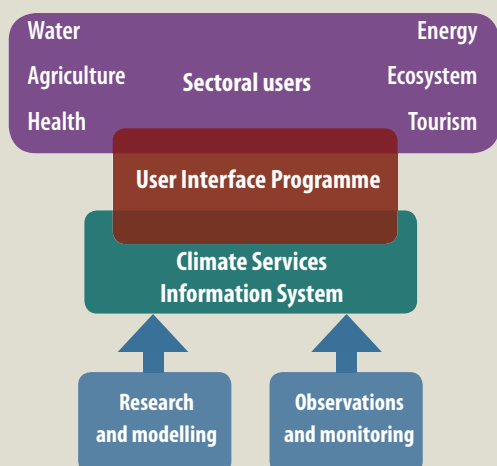 Water
Energy
Agriculture
Sectoral users
Ecosystem
Health
Tourism
User Interface Programme
Climate Services
Information System
Research
and modelling
Observations
and monitoring